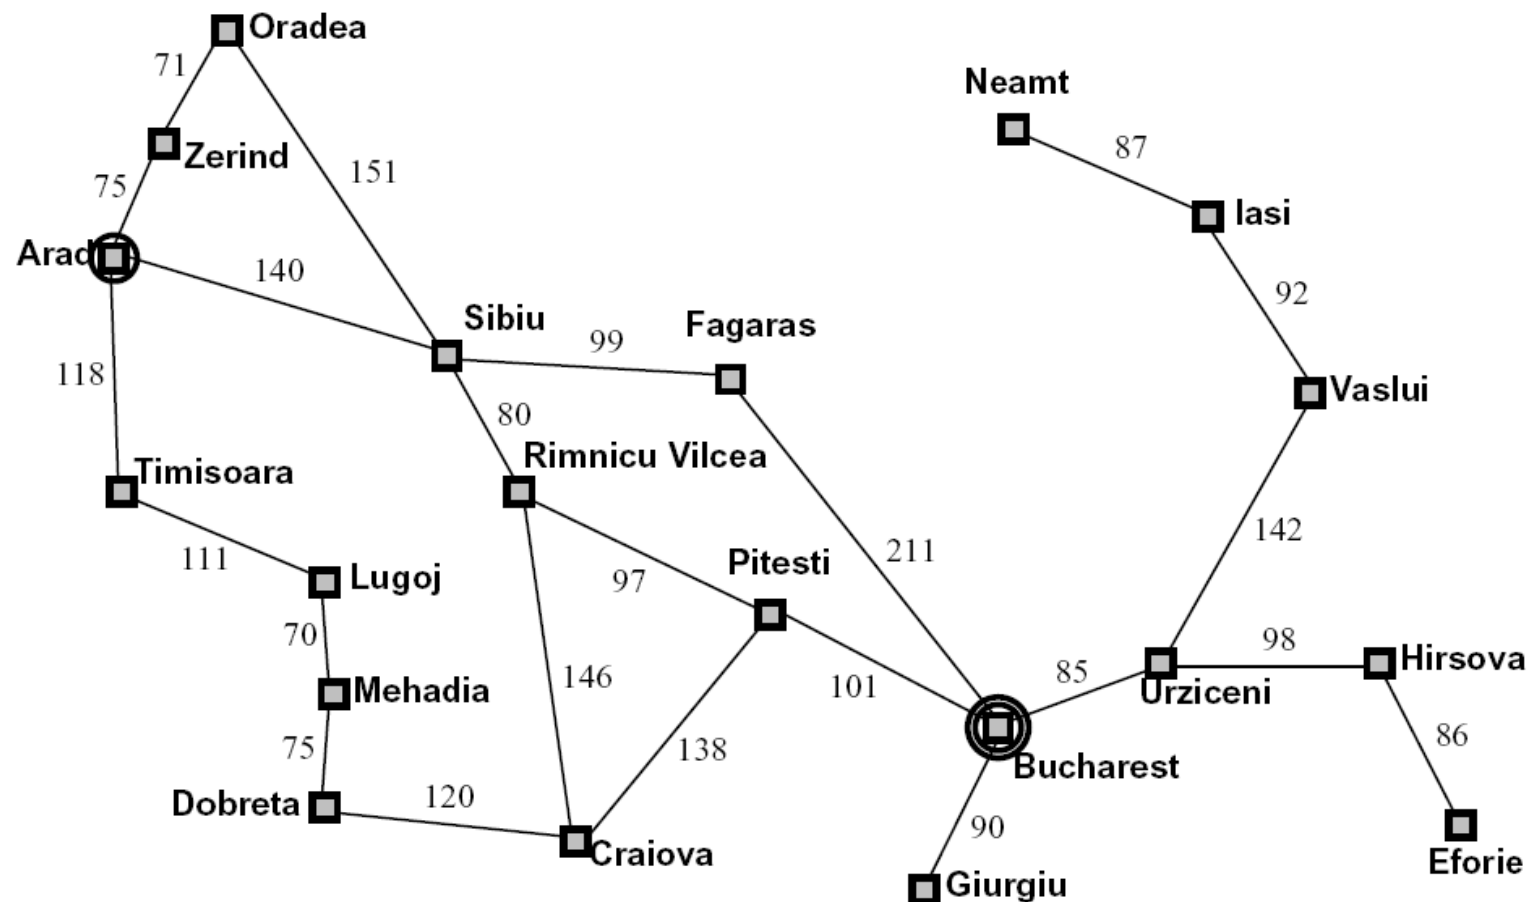 Oradea
71
Neamt
87
Zerind
151
75
Iasi
Arad
140
92
Sibiu
Fagaras
99
118
Vaslui
80
Rimnicu Vilcea
Timisoara
142
211
111
Pitesti
Lugoj
97
70
98
Hirsova
146
101
85
Urziceni
Mehadia
138
86
75
Bucharest
Dobreta
120
90
Craiova
Eforie
Giurgiu